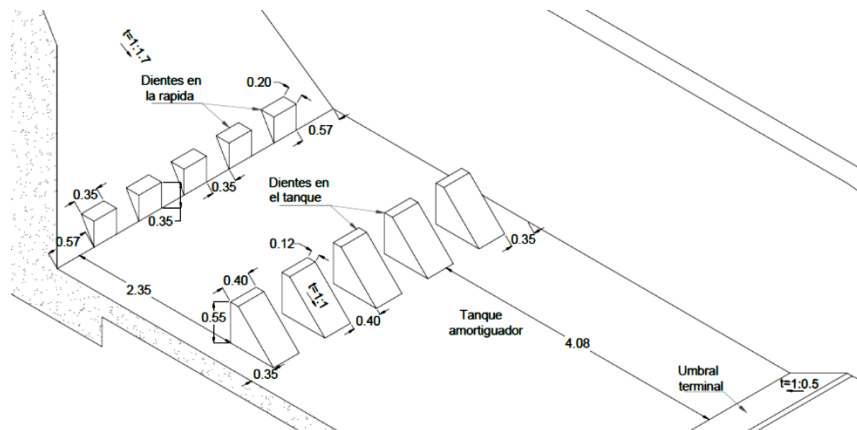 t=1:1.7
Dientes en
la rapida
0.20
0.57
0.35
0.35
0.35
0.57
Dientes en
el tanque
2.35
0.12
0.40
t=1:1
0.55
0.40
0.35
0.35
Tanque
amortiguador
4.08
Umbral
terminal
t=1:0.5